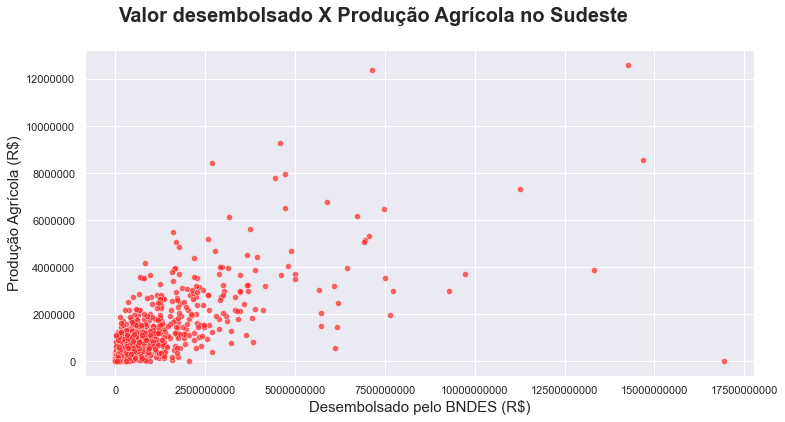 Valor desembolsado X Produção Agrícola no Sudeste
Produção Agrícola (R$)
12000000
10000000
8000000
6000000
4000000
2000000
0
0 2500000000 5000000000 7500000000 10000000000 12500000000 15000000000 17500000000
Desembolsado pelo BNDES (R$)